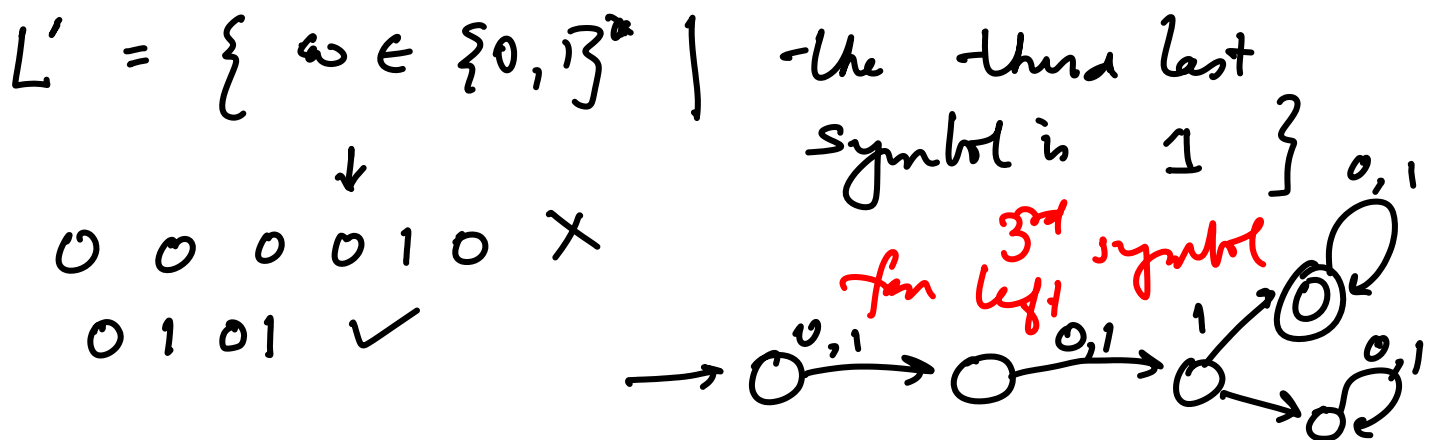 L' = { w ∈ {0,1}* | the third last
symbol is 1 }
↓
0 0 0 0 1 0 ✗
0 1 0 1 ✓
3rd symbol
from left
0,1
0,1
0,1
1
0,1